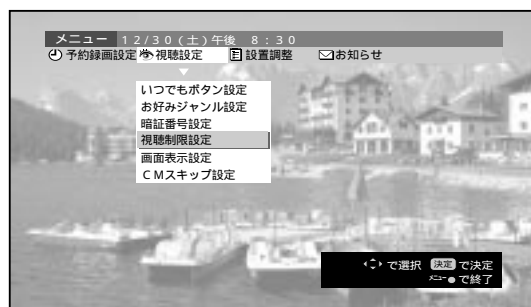 メニュー 12/30(土)午後 8:30
予約録画設定 視聴設定 設置調整 お知らせ
いつでもボタン設定
お好みジャンル設定
暗証番号設定
視聴制限設定
画面表示設定
CMスキップ設定
で選択 決定 で決定
メニュー で終了